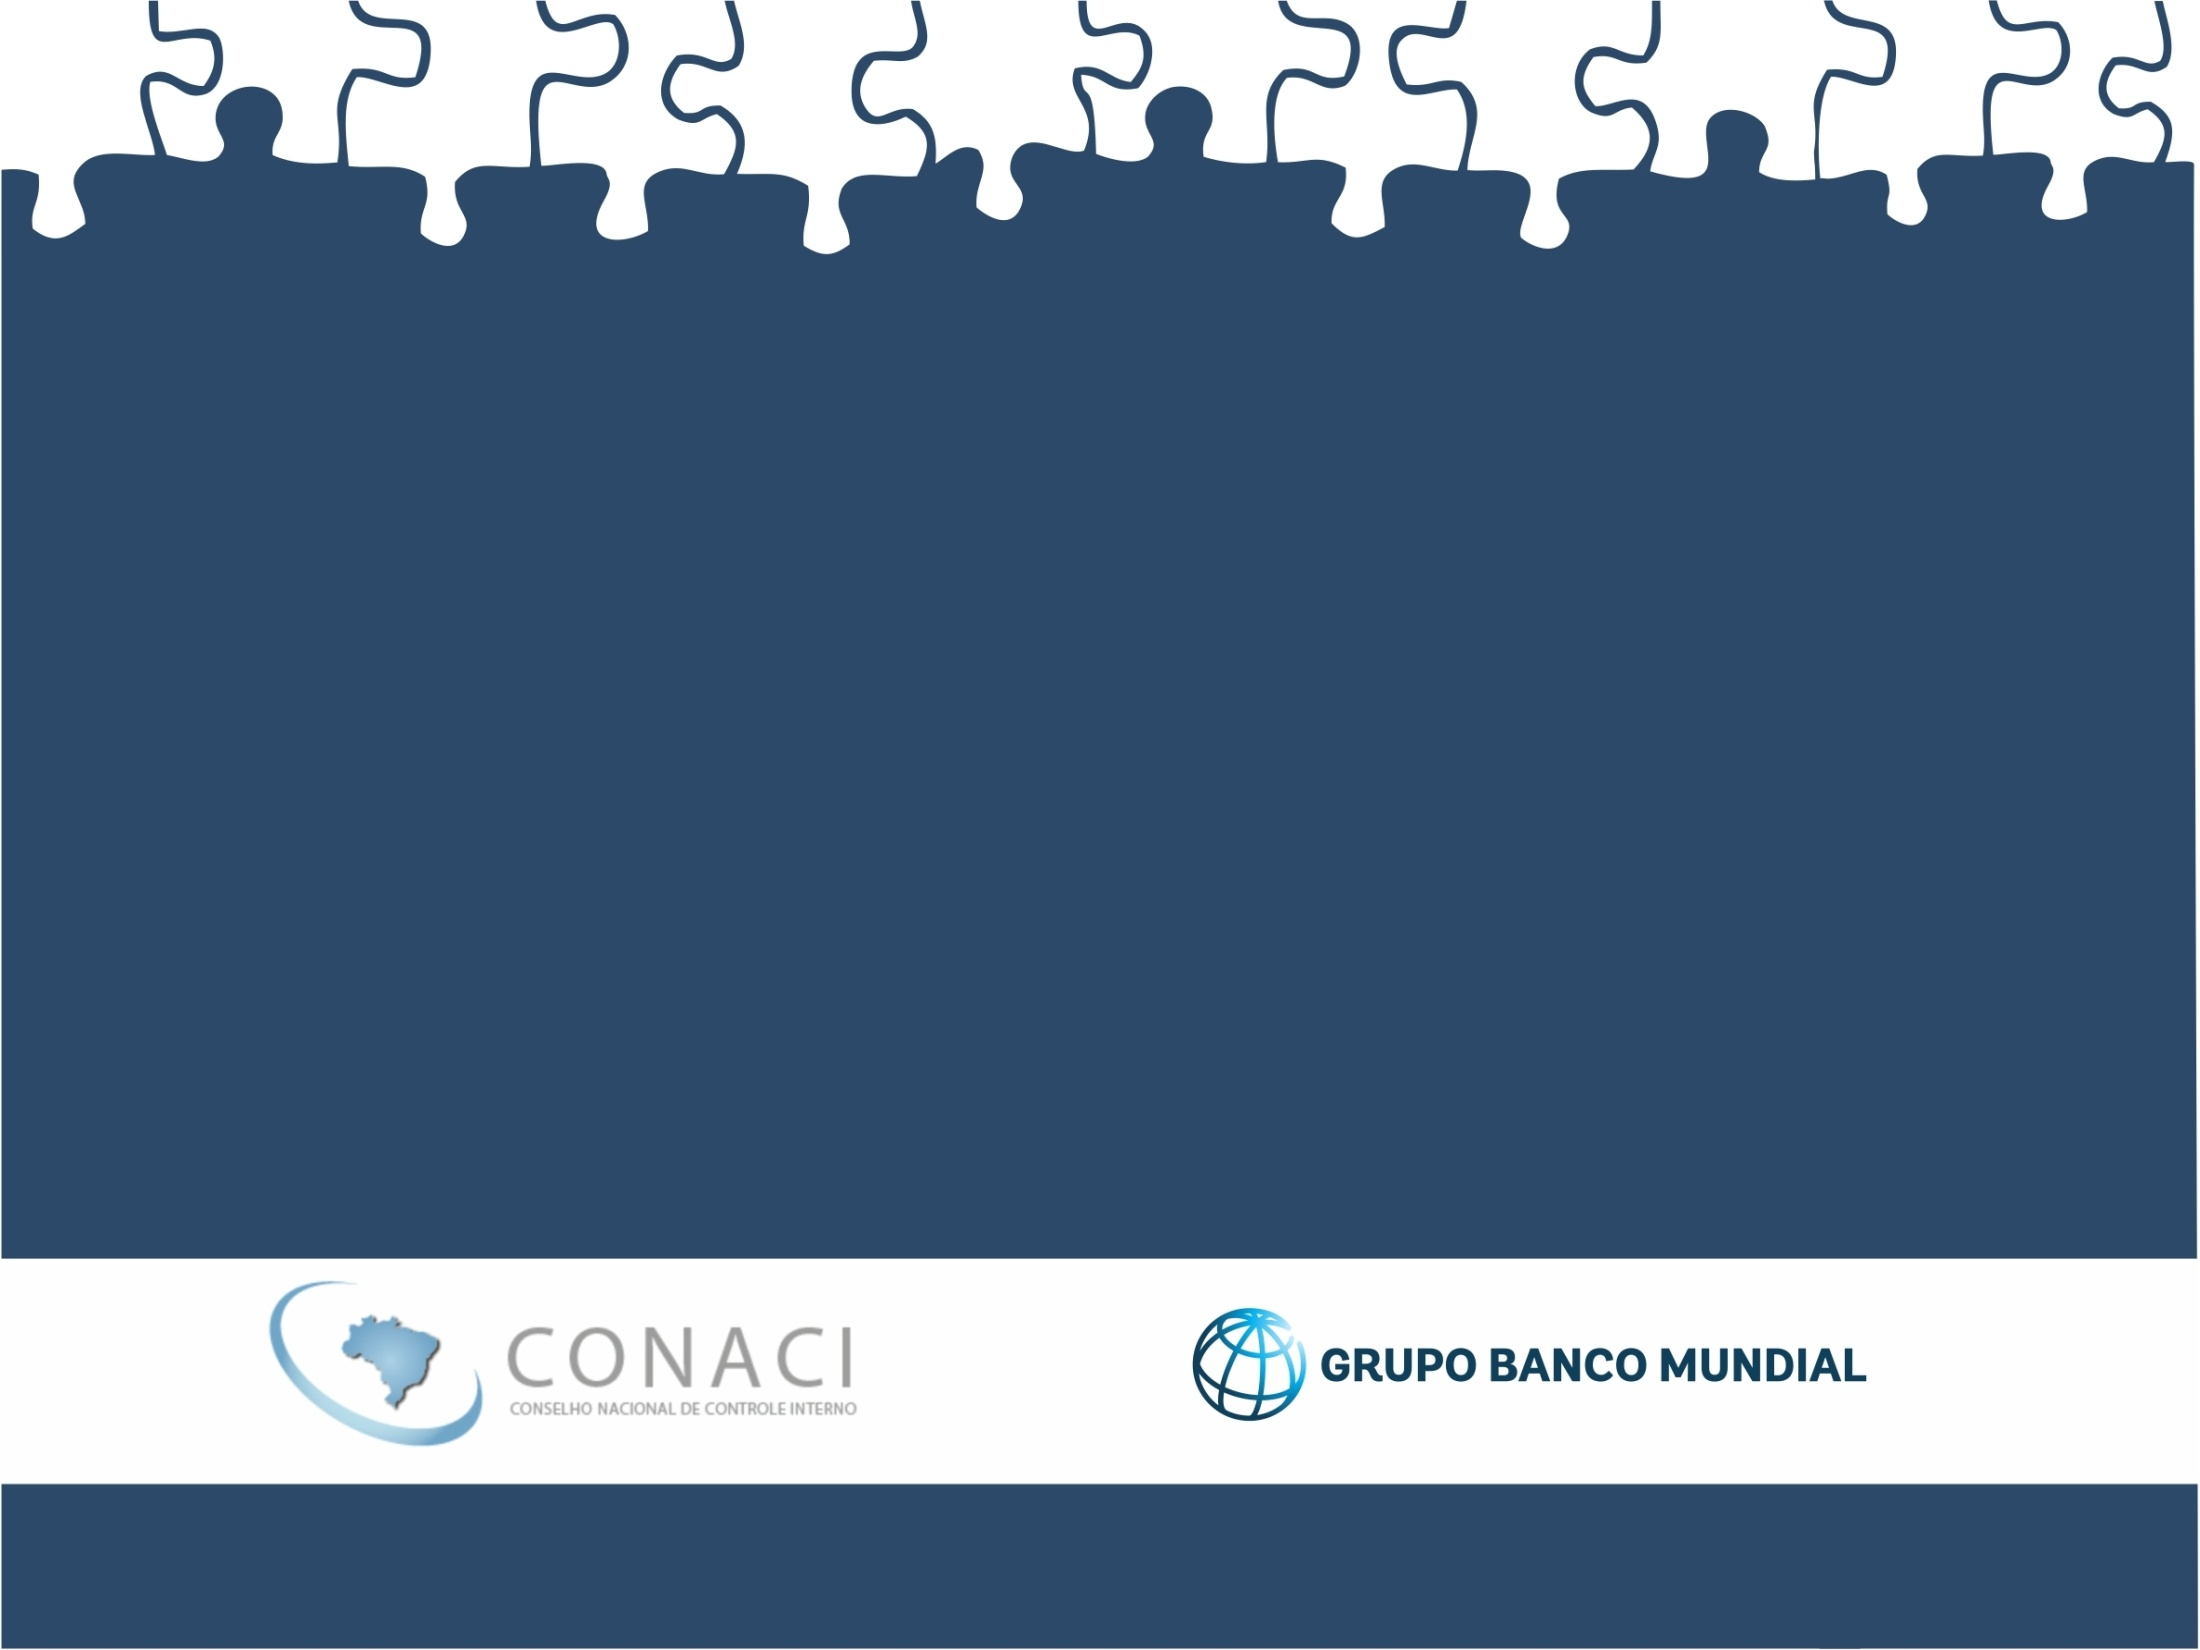 CONACI
CONSELHO NACIONAL DE CONTROLE INTERNO
GRUPO BANCO MUNDIAL